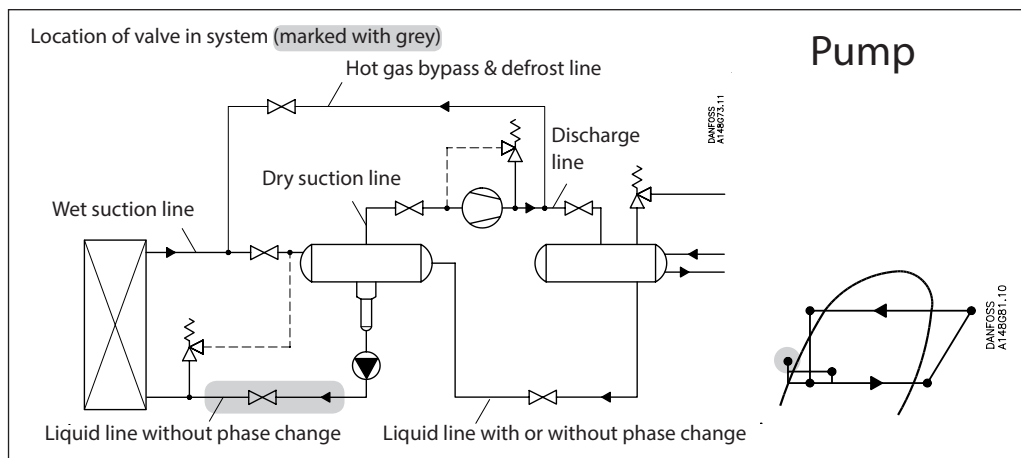 Location of valve in system (marked with grey)
Pump
Hot gas bypass & defrost line
DANFOSS
A148G73.11
Discharge
line
Dry suction line
Wet suction line
DANFOSS
A148G81.10
Liquid line without phase change
Liquid line with or without phase change